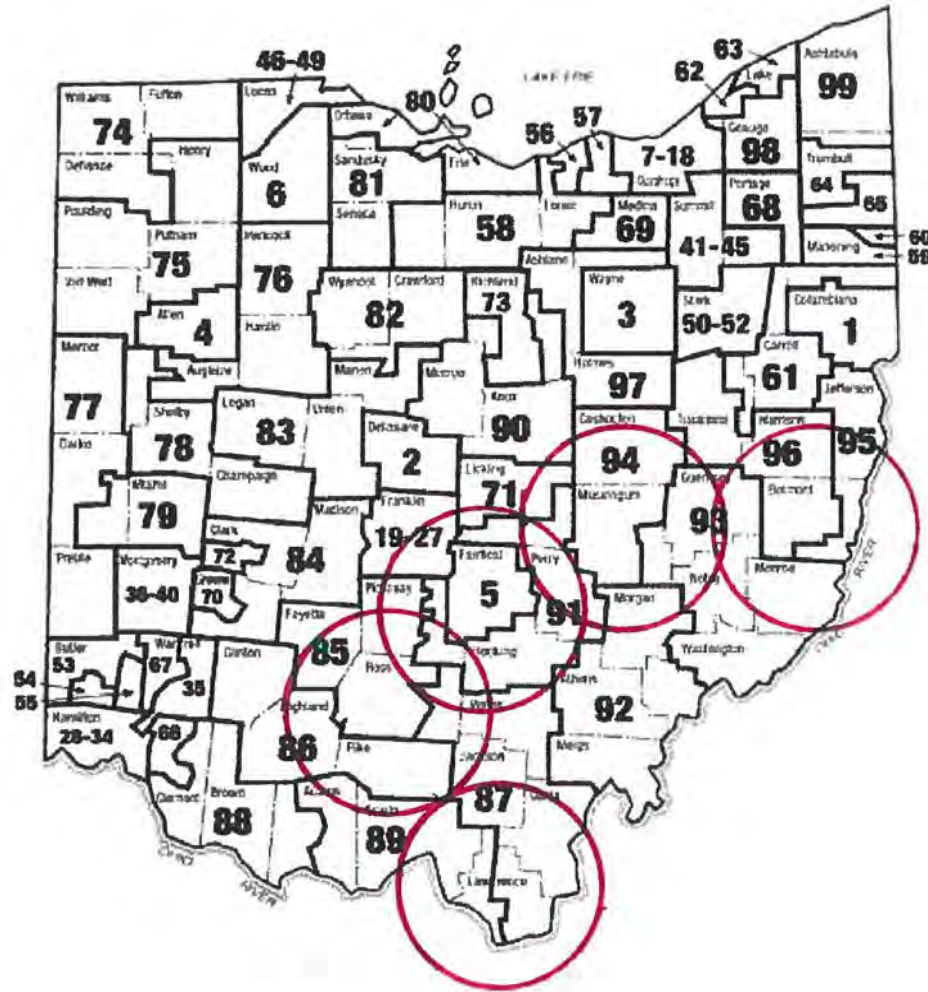 63
46-49
Lake
Ashtabula
62
99
LAKE ERIE
Williams
Fulton
Lucas
80
57
74
Ottawa
56
Geauga
7-18
98
Henry
Erie
Defiance
Wood
Sandusky
Trumbull
6
81
Portage
64
Paulding
Huron
Lorain
Medina
Summit
68
65
Seneca
58
69
Putnam
Hancock
60
Mahoning
41-45
59
75
76
Ashland
Van Wert
Wyandot
Crawford
Richland
Wayne
Allen
82
73
3
Stark
Columbiana
4
50-52
1
Hardin
Carroll
Mercer
Marion
Holmes
61
Auglaize
Morrow
97
Jefferson
77
Logan
Union
Knox
Shelby
Coshocton
Harrison
83
Delaware
90
95
Darke
78
94
96
2
Licking
Champaign
71
Guernsey
Belmont
Miami
Madison
Franklin
Muskingum
79
93
Clark
19-27
Fairfield
Perry
72
84
Noble
Monroe
RIVER
Preble
Montgomery
Greene
Pickaway
5
36-40
70
91
Morgan
Fayette
OHIO
Butler
Warren
Clinton
85
Hocking
Washington
53
67
Ross
54
35
Athens
55
Highland
92
Hamilton
28-34
66
86
Pike
Meigs
Jackson
Clermont
Brown
Adams
87
88
Scioto
89
Lawrence
OHIO
RIVER